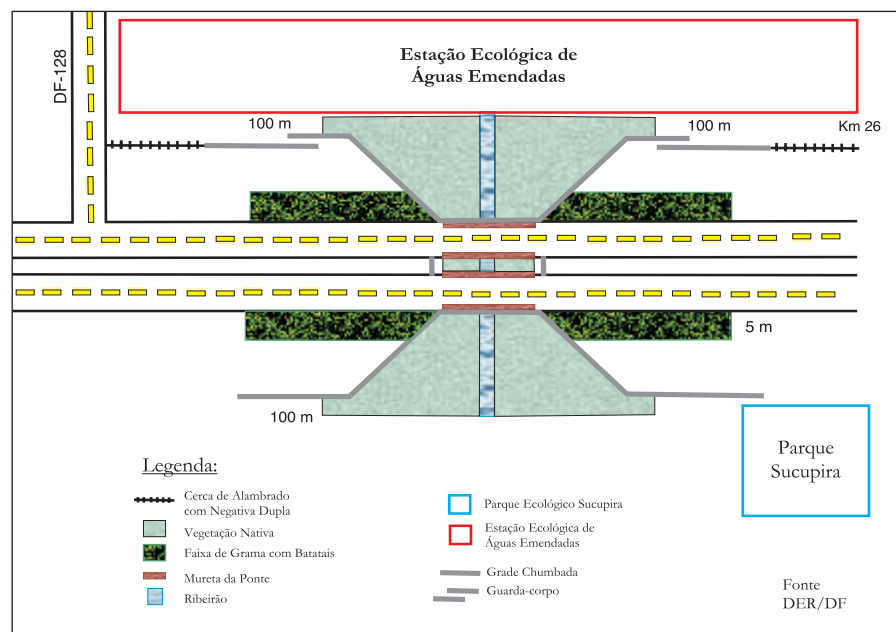 Estação Ecológica de
Águas Emendadas
DF-128
100 m
100 m
Km 26
5 m
100 m
Parque
Sucupira
Legenda:
Cerca de Alambrado
com Negativa Dupla
Vegetação Nativa
Faixa de Grama com Batatais
Mureta da Ponte
Ribeirão
Parque Ecológico Sucupira
Estação Ecológica de
Águas Emendadas
Grade Chumbada
Guarda-corpo
Fonte
DER/DF